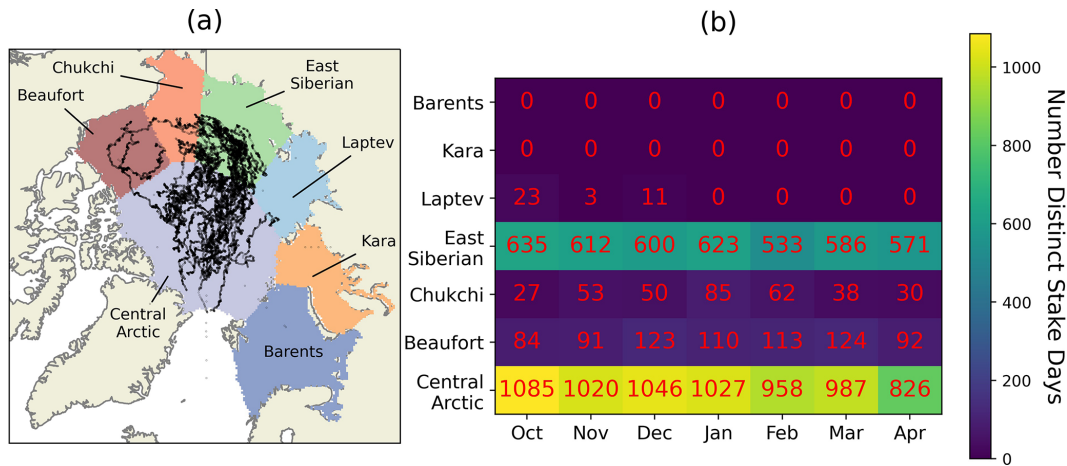 (a)
Chukchi
East
Siberian
Beaufort
Laptev
Kara
Central
Arctic
Barents
(b)
Barents 0 0 0 0 0 0 0
Kara 0 0 0 0 0 0 0
Laptev 23 3 11 0 0 0 0
East
Siberian 635 612 600 623 533 586 571
Chukchi 27 53 50 85 62 38 30
Beaufort 84 91 123 110 113 124 92
Central
Arctic 1085 1020 1046 1027 958 987 826
Oct Nov Dec Jan Feb Mar Apr
1000
800
600
400
200
0
Number Distinct Stake Days